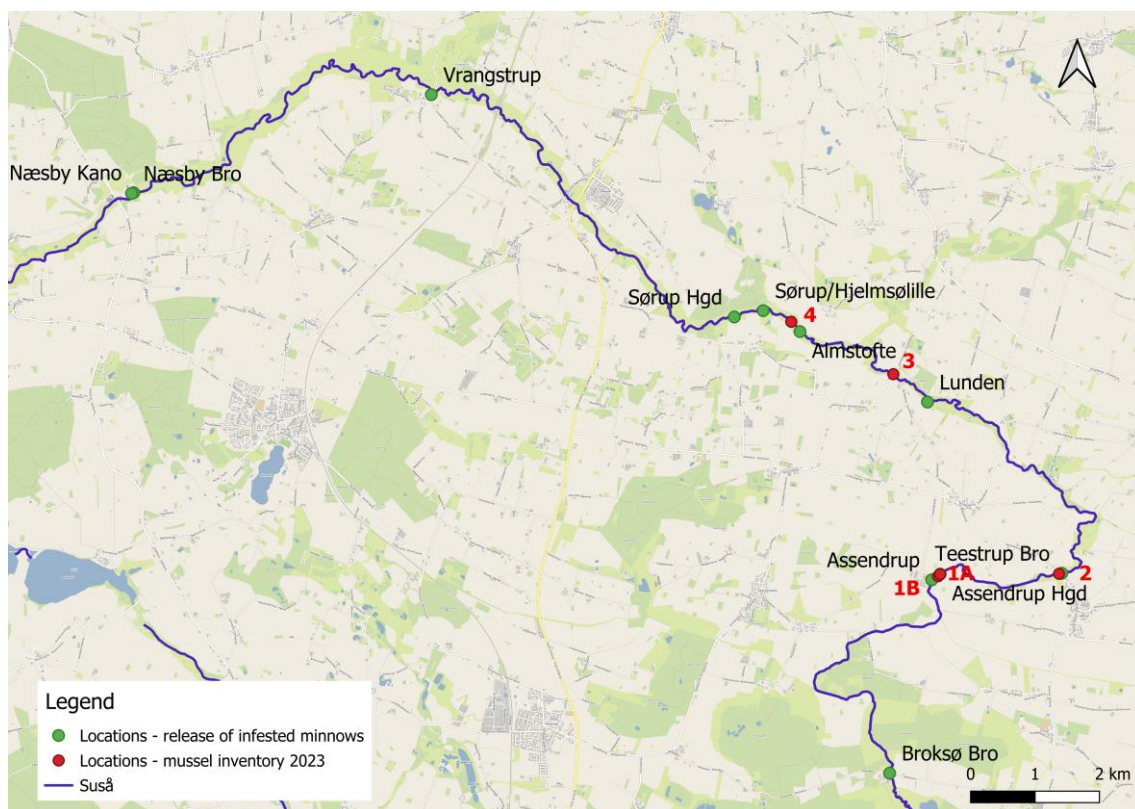 Vrangstrup
Næsby Kano
Næsby Bro
Sørup/Hjelmsølille
Sørup Hgd
4
Almstofte
3
Lunden
Teestrup Bro
Assendrup
1A
2
1B
Assendrup Hgd
Broksø Bro
Legend
Locations - release of infested minnows
Locations - mussel inventory 2023
Suså
0 1 2 km